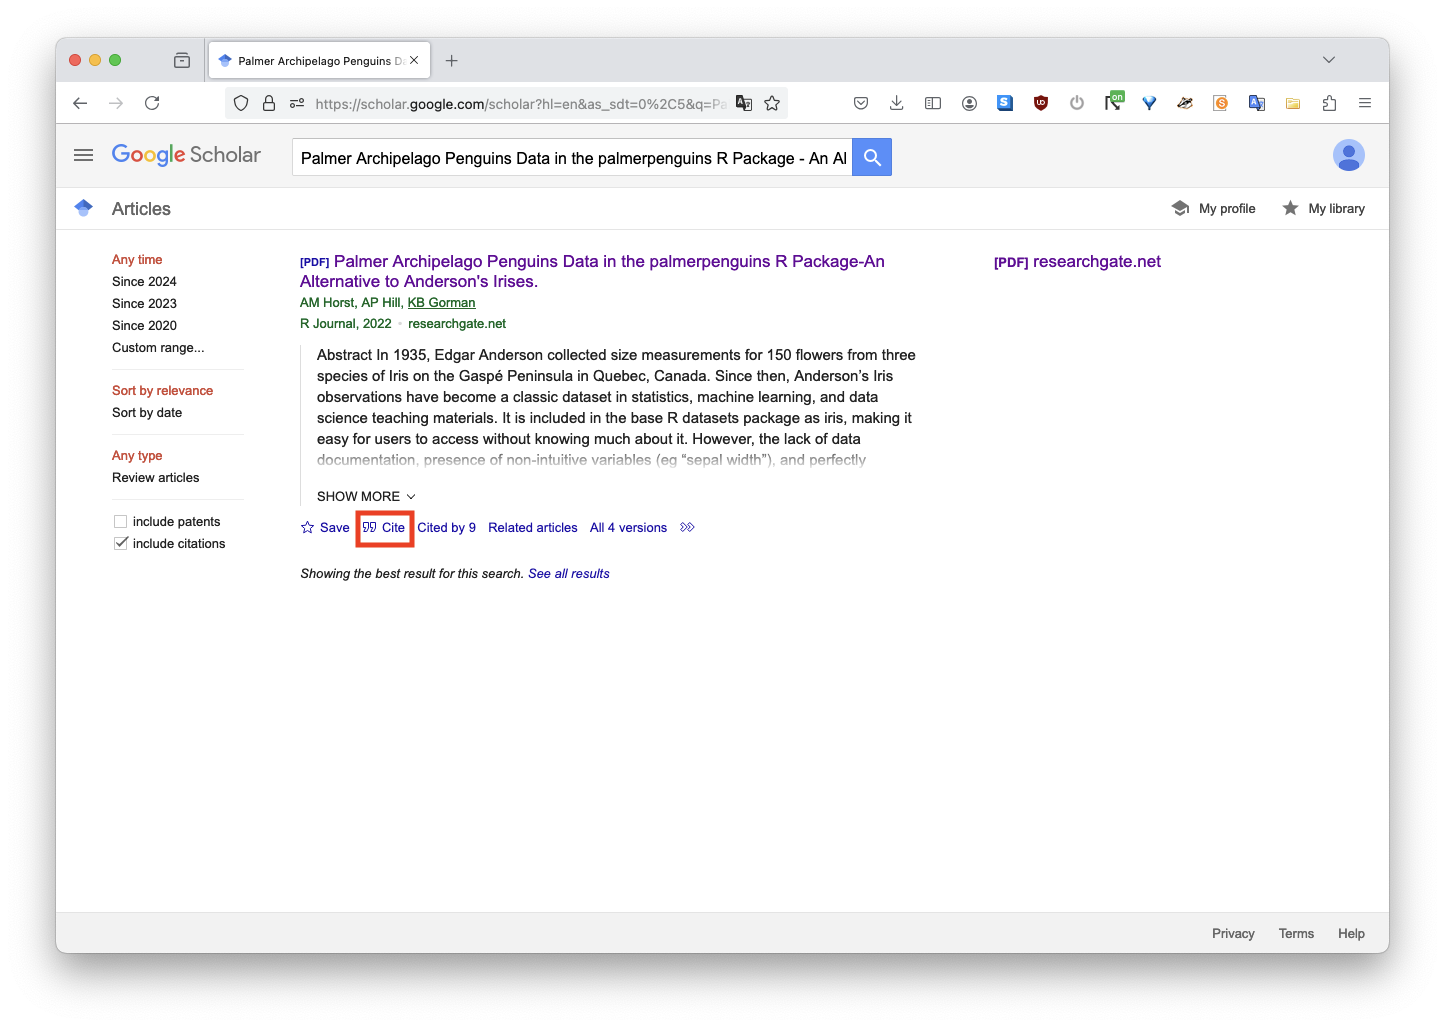 Palmer Archipelago Penguins D
https://scholar.google.com/scholar?hl=en&as_sdt=0%2C5&q=Pa
on
Google Scholar
Palmer Archipelago Penguins Data in the palmerpenguins R Package - An Al
Articles
My profile
My library
Any time
Since 2024
Since 2023
Since 2020
Custom range...
Sort by relevance
Sort by date
Any type
Review articles
include patents
include citations
[PDF] Palmer Archipelago Penguins Data in the palmerpenguins R Package-An
Alternative to Anderson's Irises.
AM Horst, AP Hill, KB Gorman
R Journal, 2022 • researchgate.net
Abstract In 1935, Edgar Anderson collected size measurements for 150 flowers from three
species of Iris on the Gaspé Peninsula in Quebec, Canada. Since then, Anderson’s Iris
observations have become a classic dataset in statistics, machine learning, and data
science teaching materials. It is included in the base R datasets package as iris, making it
easy for users to access without knowing much about it. However, the lack of data
documentation, presence of non-intuitive variables (eg “sepal width”), and perfectly
SHOW MORE
Save Cite Cited by 9 Related articles All 4 versions
Showing the best result for this search. See all results
[PDF] researchgate.net
Privacy Terms Help